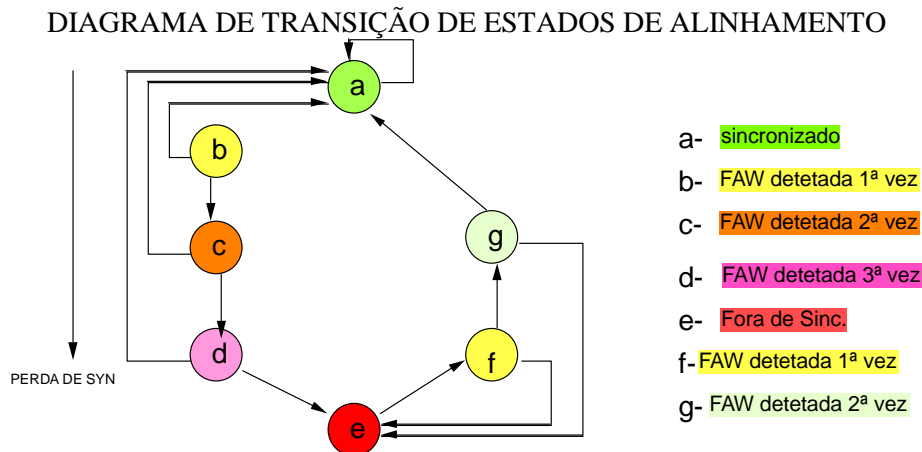 DIAGRAMA DE TRANSIÇÃO DE ESTADOS DE ALINHAMENTO
a
b
c
d
e
f
g
PERDA DE SYN
a- sincronizado
b- FAW detetada 1ª vez
c- FAW detetada 2ª vez
d- FAW detetada 3ª vez
e- Fora de Sinc.
f- FAW detetada 1ª vez
g- FAW detetada 2ª vez